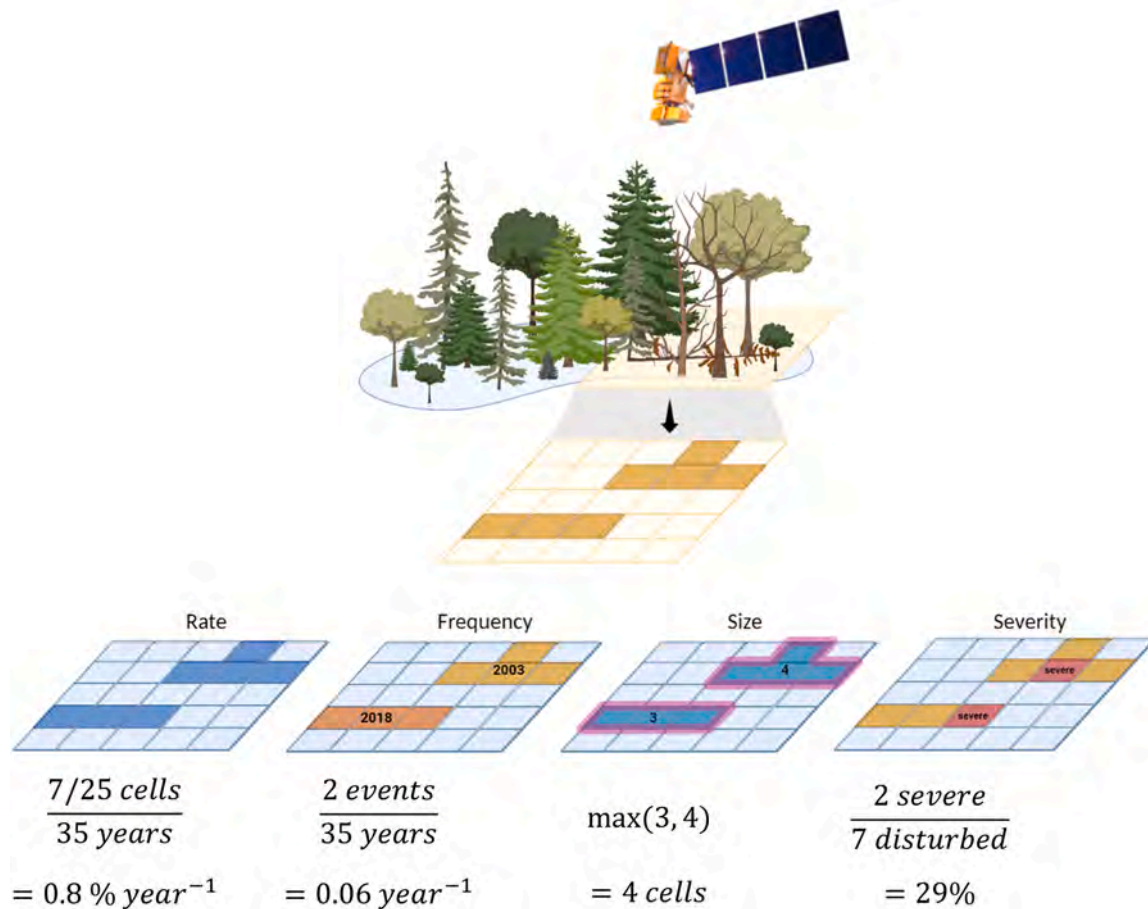 Rate Frequency Size Severity
2003 4 severe
2018 3 severe
7/25 cells 2 events max(3, 4) 2 severe
35 years 35 years 7 disturbed
= 0.8 % year⁻¹ = 0.06 year⁻¹ = 4 cells = 29%